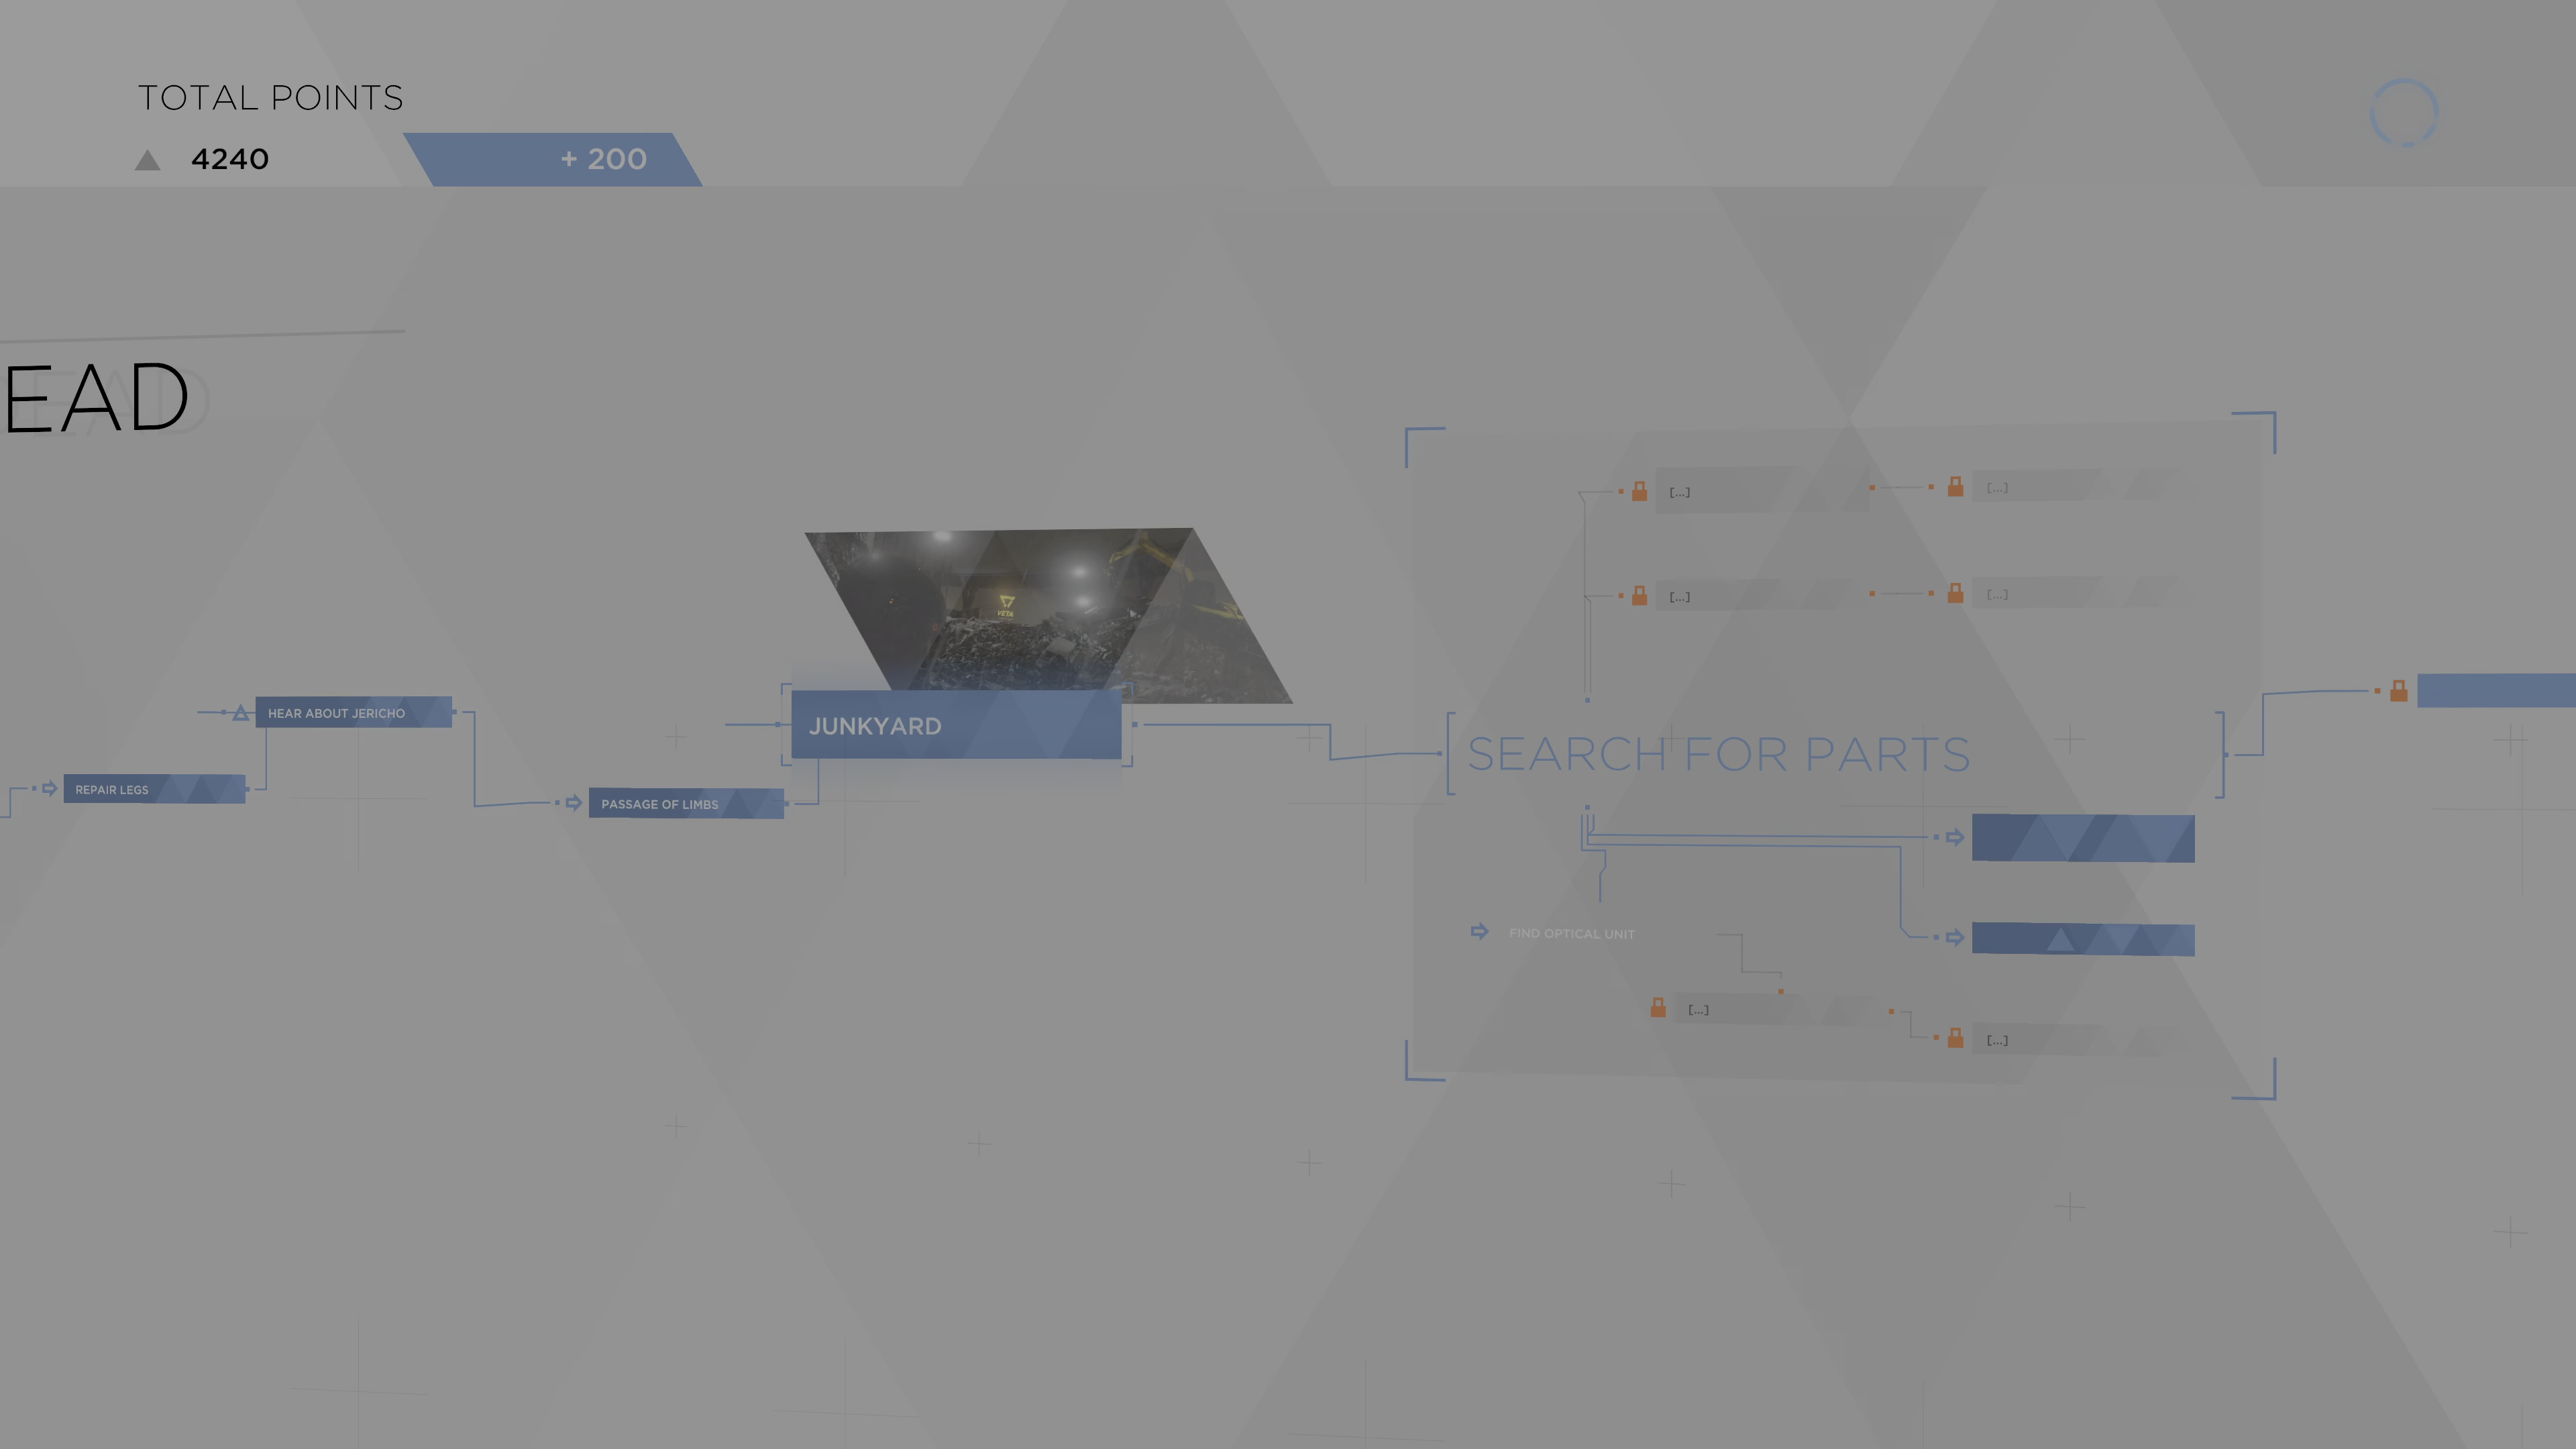 TOTAL POINTS
4240
+ 200
EAD
[...]
[...]
[...]
[...]
VETA
HEAR ABOUT JERICHO
JUNKYARD
SEARCH FOR PARTS
REPAIR LEGS
PASSAGE OF LIMBS
FIND OPTICAL UNIT
[...]
[...]